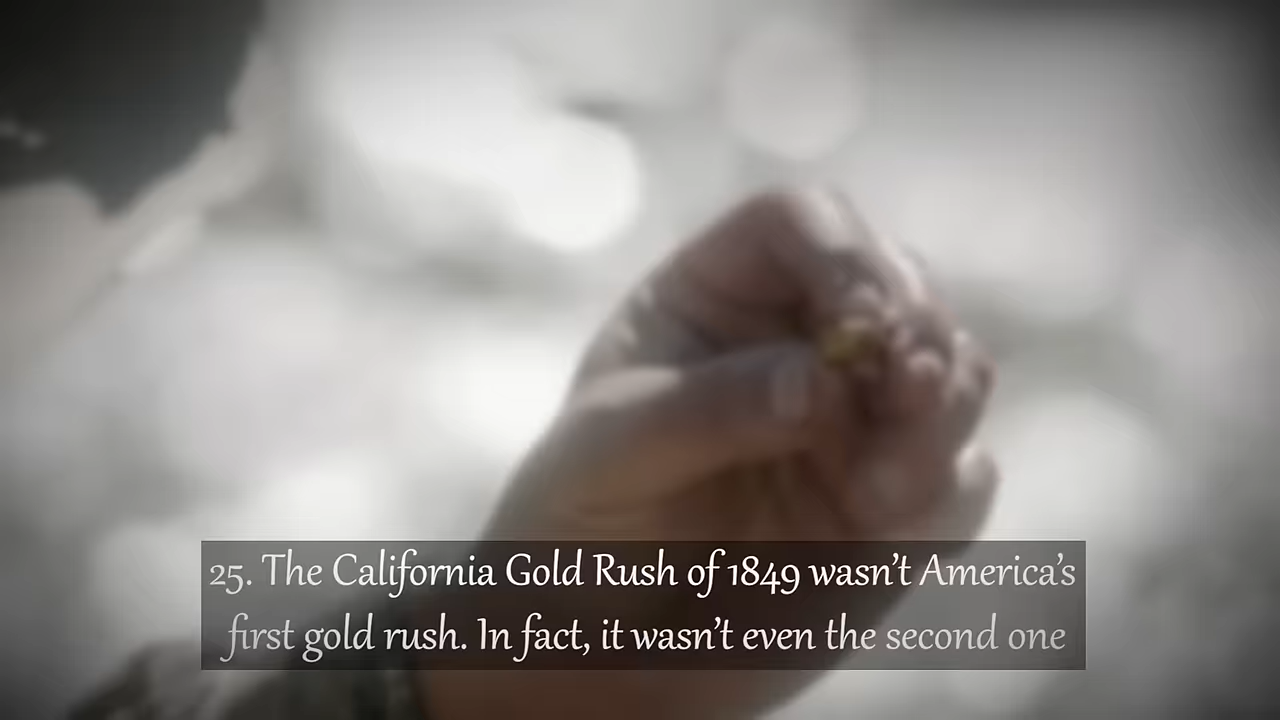 25. The California Gold Rush of 1849 wasn't America's
first gold rush. In fact, it wasn't even the second one